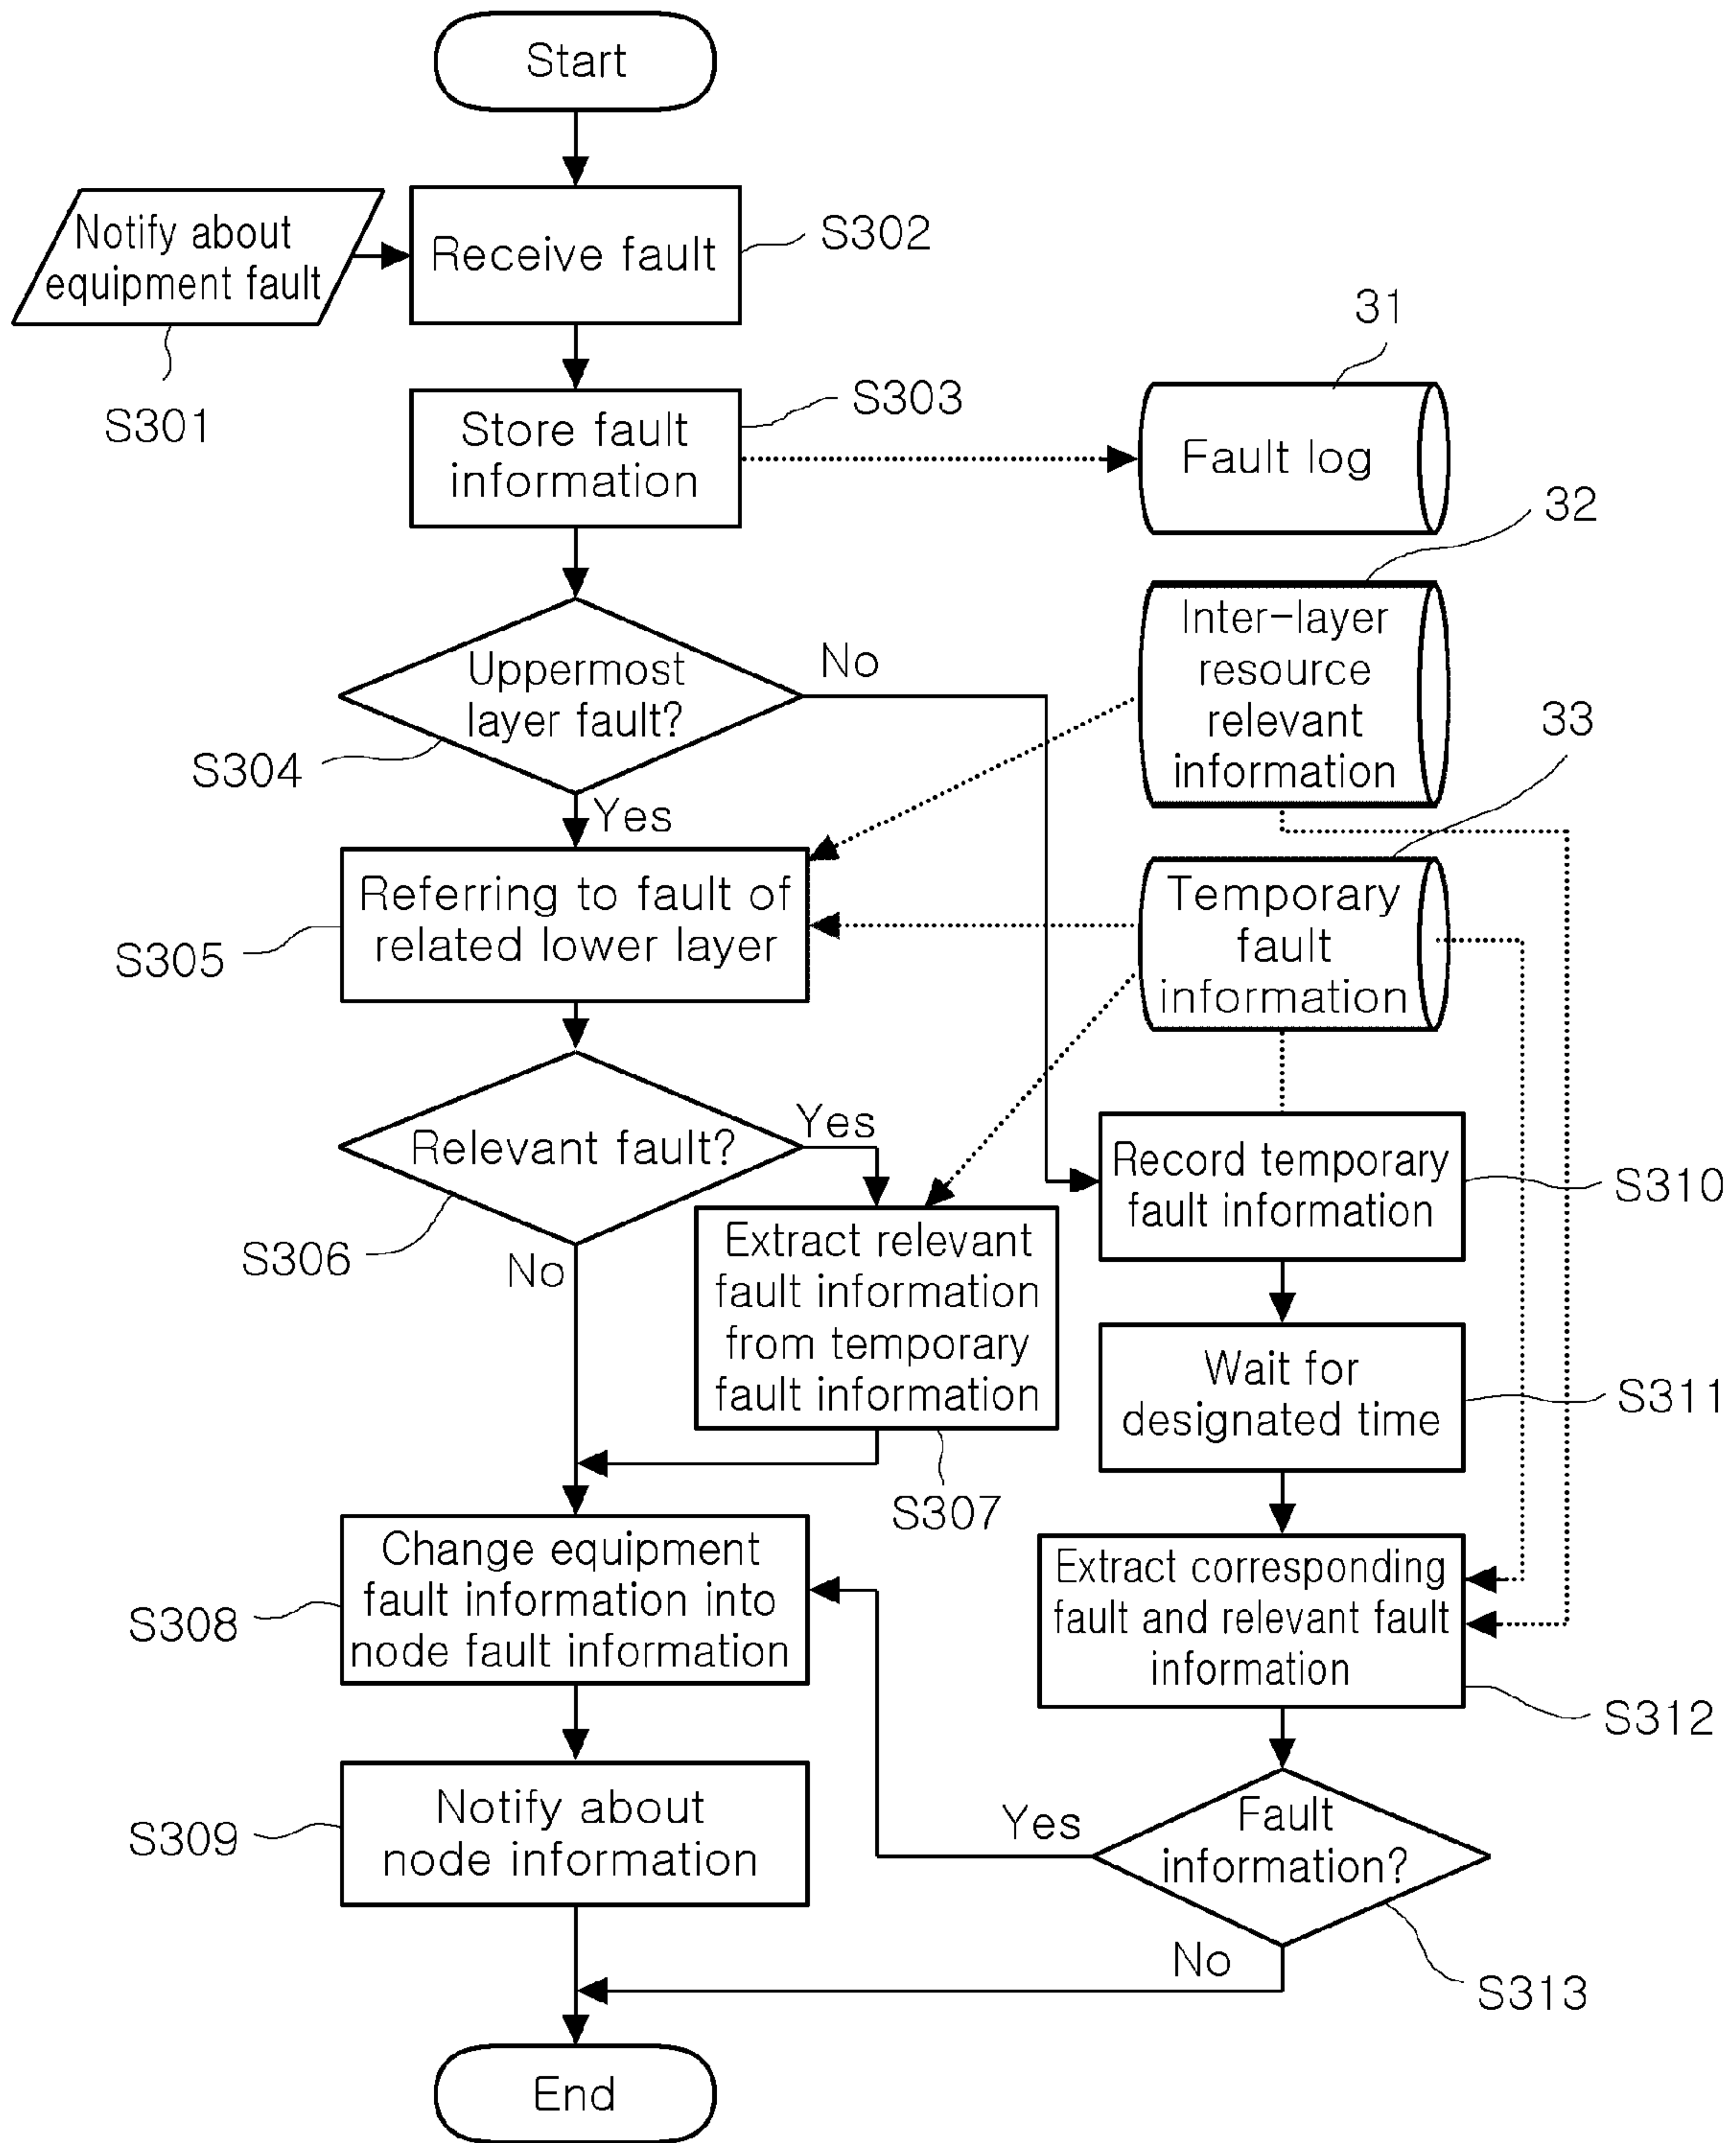 Start
Notify about
equipment fault
S301
Receive fault
S302
Store fault
information
S303
31
Fault log
32
Inter-layer
resource
relevant
information
Uppermost
layer fault?
No
S304
Yes
33
Temporary
fault
information
Referring to fault of
related lower layer
S305
Relevant fault?
Yes
S306
No
Extract relevant
fault information
from temporary
fault information
S307
Record temporary
fault information
S310
Wait for
designated time
S311
Change equipment
fault information into
node fault information
S308
Extract corresponding
fault and relevant fault
information
S312
Notify about
node information
S309
Yes
Fault
information?
No
S313
End